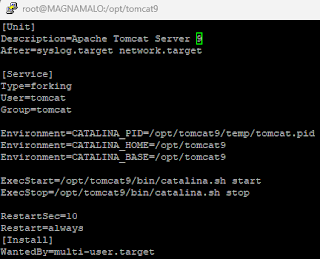 root@MAGNAMALO:/opt/tomcat9
[Unit]
Description=Apache Tomcat Server 9
After=syslog.target network.target
[Service]
Type=forking
User=tomcat
Group=tomcat
Environment=CATALINA_PID=/opt/tomcat9/temp/tomcat.pid
Environment=CATALINA_HOME=/opt/tomcat9
Environment=CATALINA_BASE=/opt/tomcat9
ExecStart=/opt/tomcat9/bin/catalina.sh start
ExecStop=/opt/tomcat9/bin/catalina.sh stop
RestartSec=10
Restart=always
[Install]
WantedBy=multi-user.target